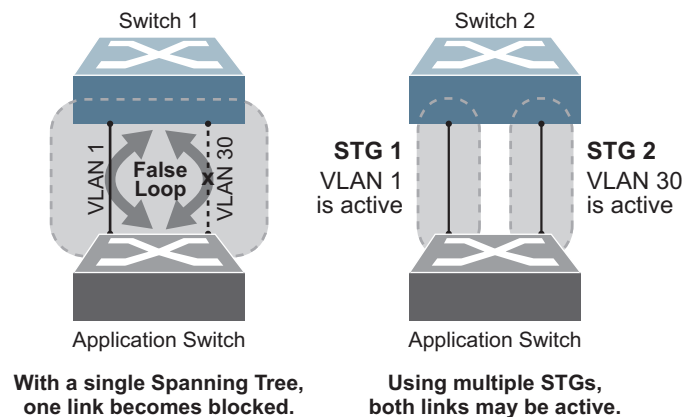 Switch 1
VLAN 1
False
Loop
x
VLAN 30
Application Switch
With a single Spanning Tree,
one link becomes blocked.
Switch 2
STG 1
VLAN 1
is active
STG 2
VLAN 30
is active
Application Switch
Using multiple STGs,
both links may be active.